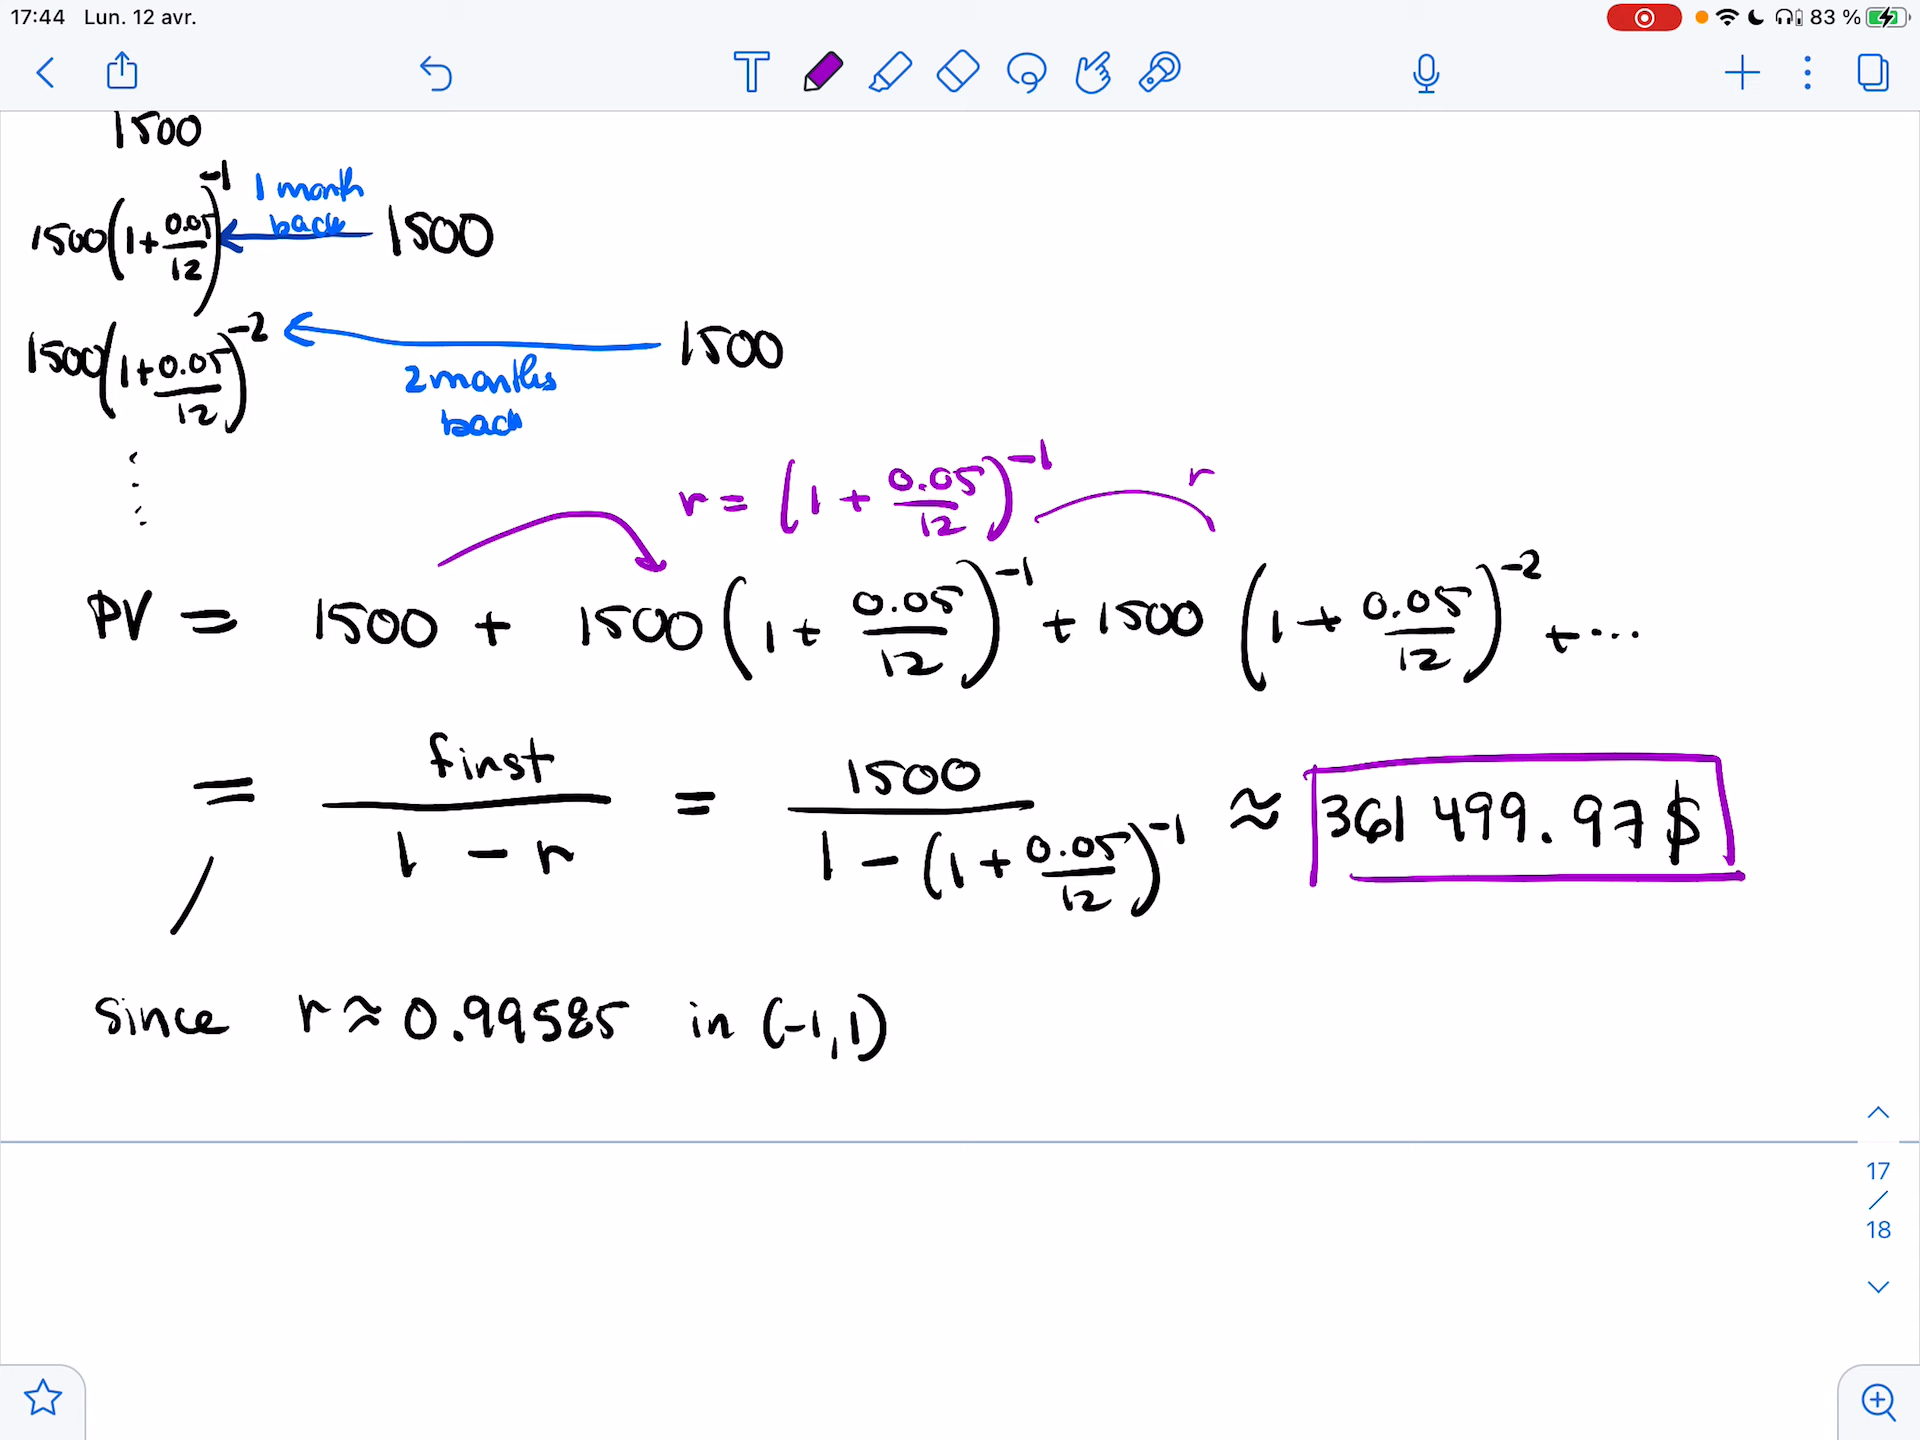 17:44 Lun. 12 avr. 83 %
T
1500
1500(1+0.05/12)^-1 1 month back 1500
1500(1+0.05/12)^-2 2 months back 1500
⋮
r = (1 + 0.05/12)^-1 r
PV = 1500 + 1500 (1 + 0.05/12)^-1 + 1500 (1 + 0.05/12)^-2 + ...
= first/(1 - r) = 1500/(1 - (1 + 0.05/12)^-1) ≈ 361 499.97 $
since r ≈ 0.99585 in (-1,1)
17
/
18